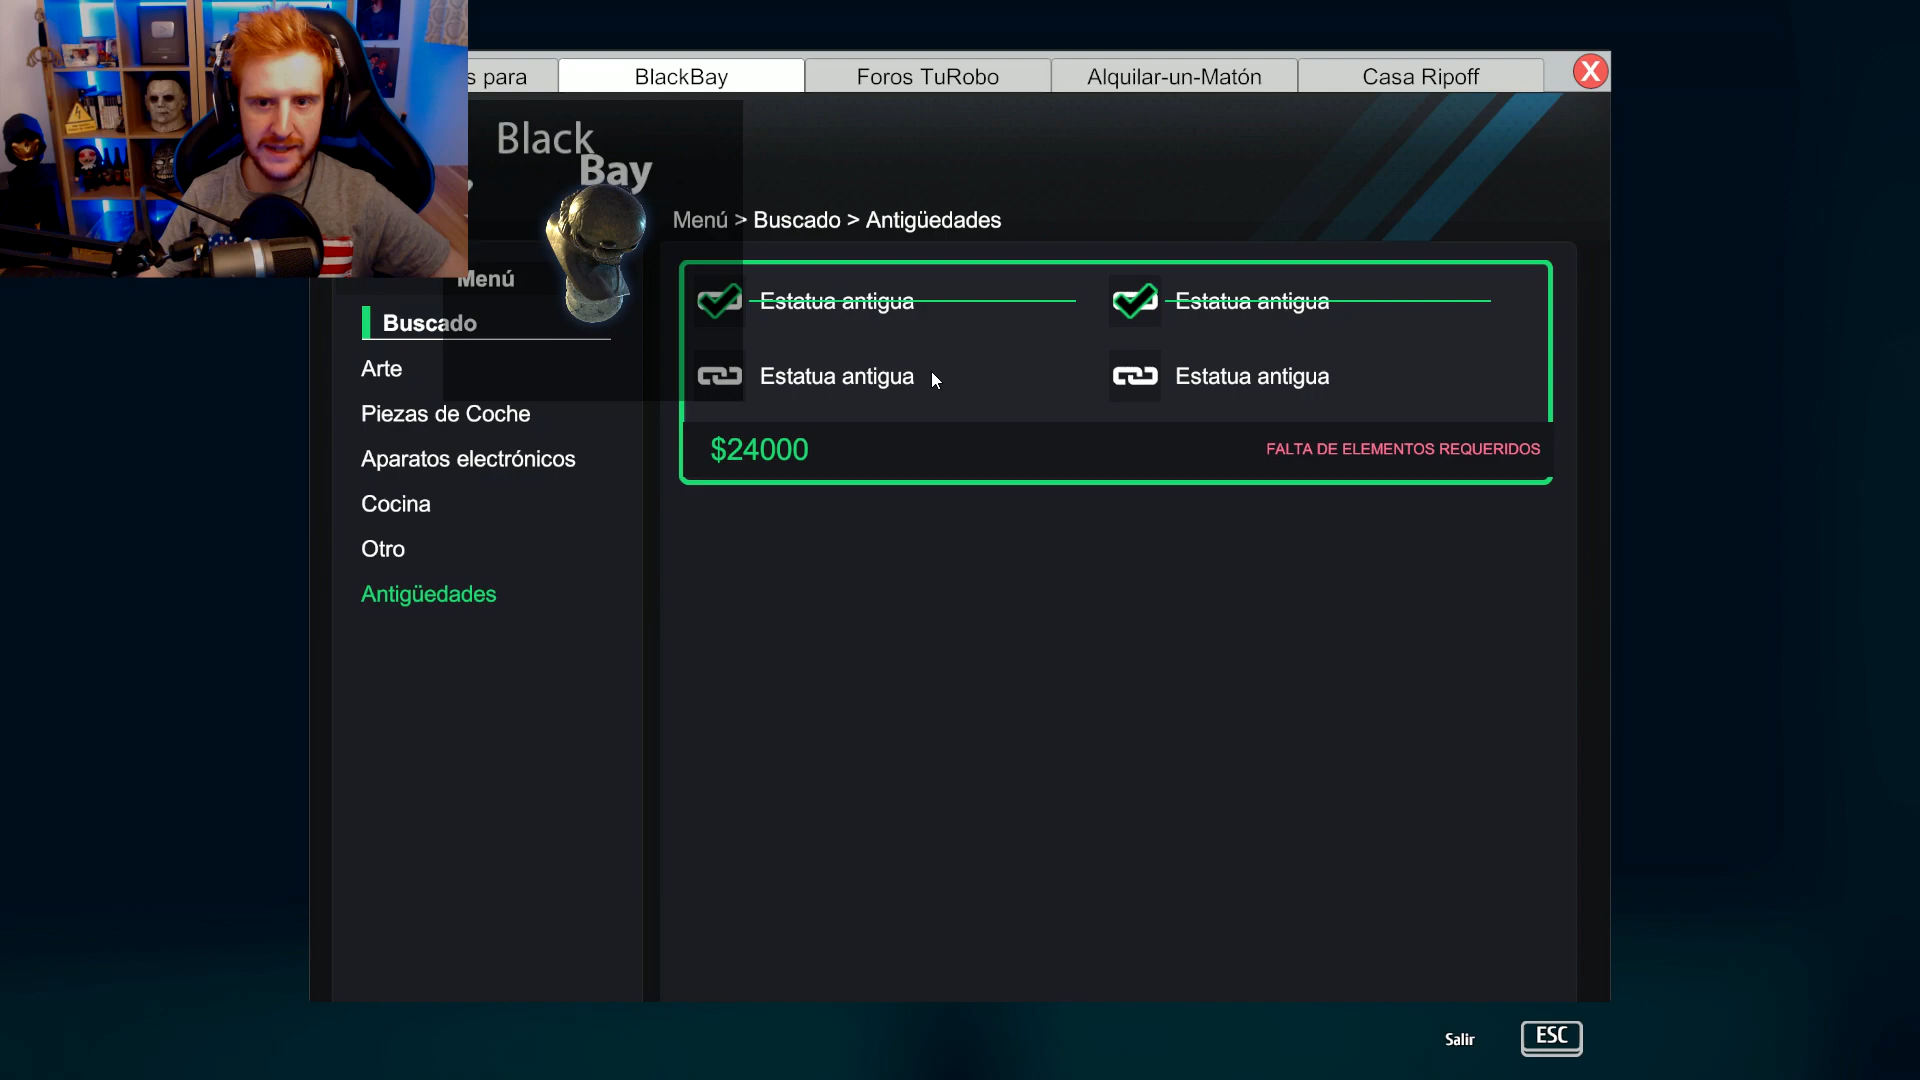 s para
BlackBay
Foros TuRobo
Alquilar-un-Matón
Casa Ripoff
X
Black
Bay
Menú > Buscado > Antigüedades
Menú
Buscado
Arte
Piezas de Coche
Aparatos electrónicos
Cocina
Otro
Antigüedades
Estatua antigua
Estatua antigua
Estatua antigua
Estatua antigua
$24000
FALTA DE ELEMENTOS REQUERIDOS
Salir
ESC